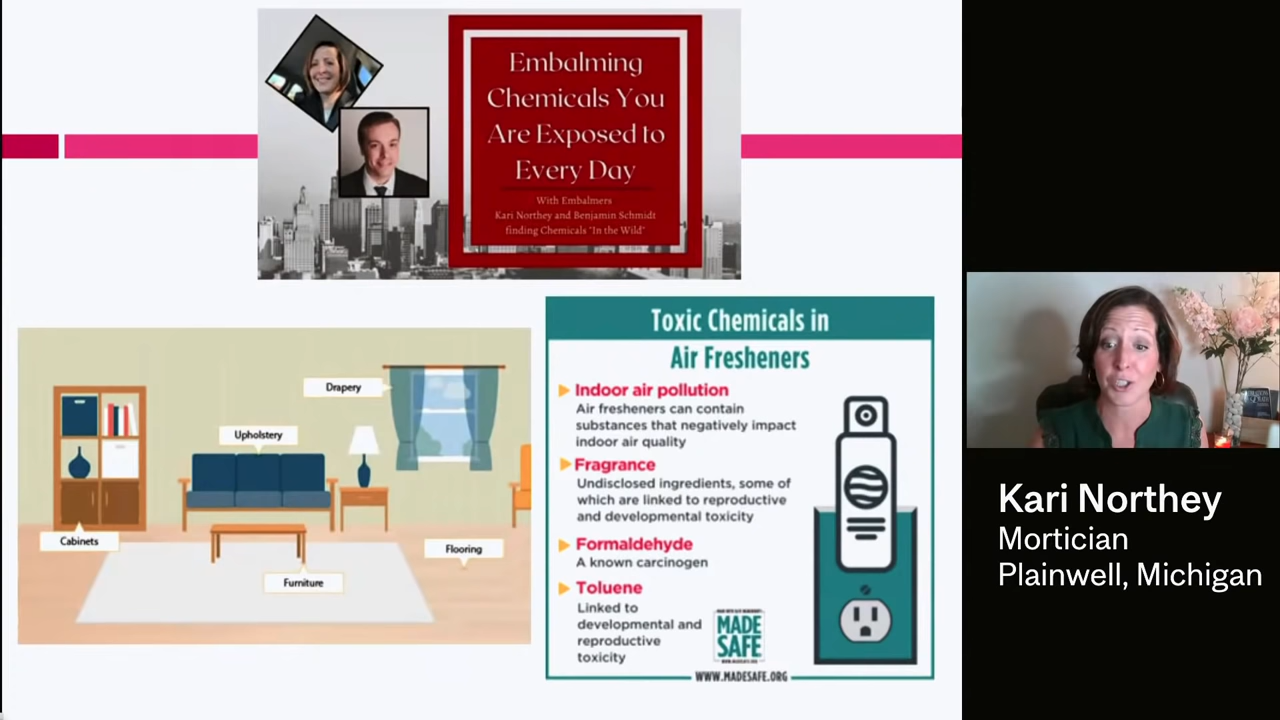 Embalming
Chemicals You
Are Exposed to
Every Day
With Embalmers
Kari Northey and Benjamin Schmidt
finding Chemicals "In the Wild"
Drapery
Upholstery
Cabinets
Flooring
Furniture
Toxic Chemicals in
Air Fresheners
Indoor air pollution
Air fresheners can contain
substances that negatively impact
indoor air quality
Fragrance
Undisclosed ingredients, some of
which are linked to reproductive
and developmental toxicity
Formaldehyde
A known carcinogen
Toluene
Linked to
developmental and
reproductive
toxicity
MADE
SAFE
WWW.MADESAFE.ORG
Kari Northey
Mortician
Plainwell, Michigan